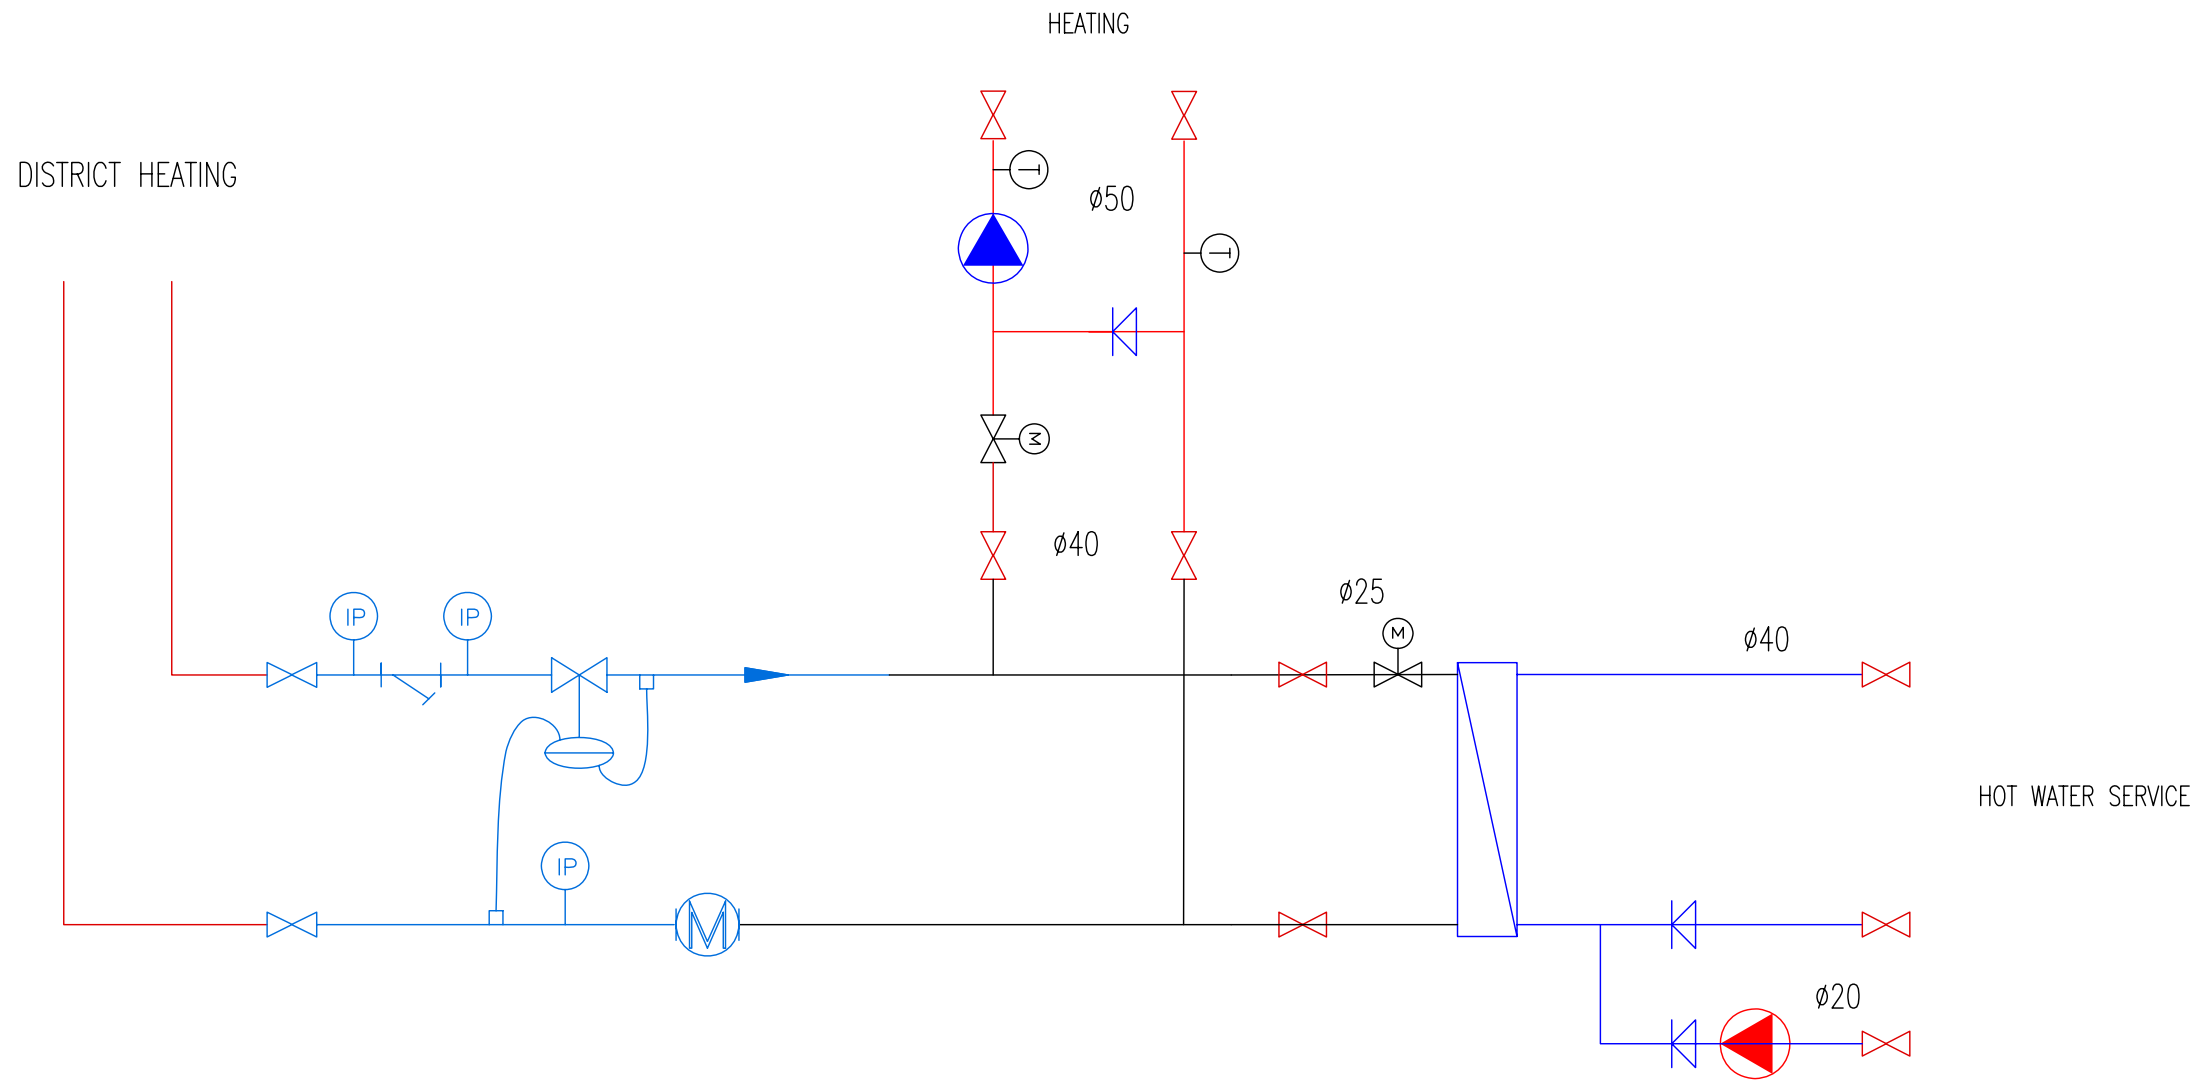 HEATING
DISTRICT HEATING
T
ø50
T
M
ø40
ø25
IP
IP
M
ø40
HOT WATER SERVICE
IP
M
ø20